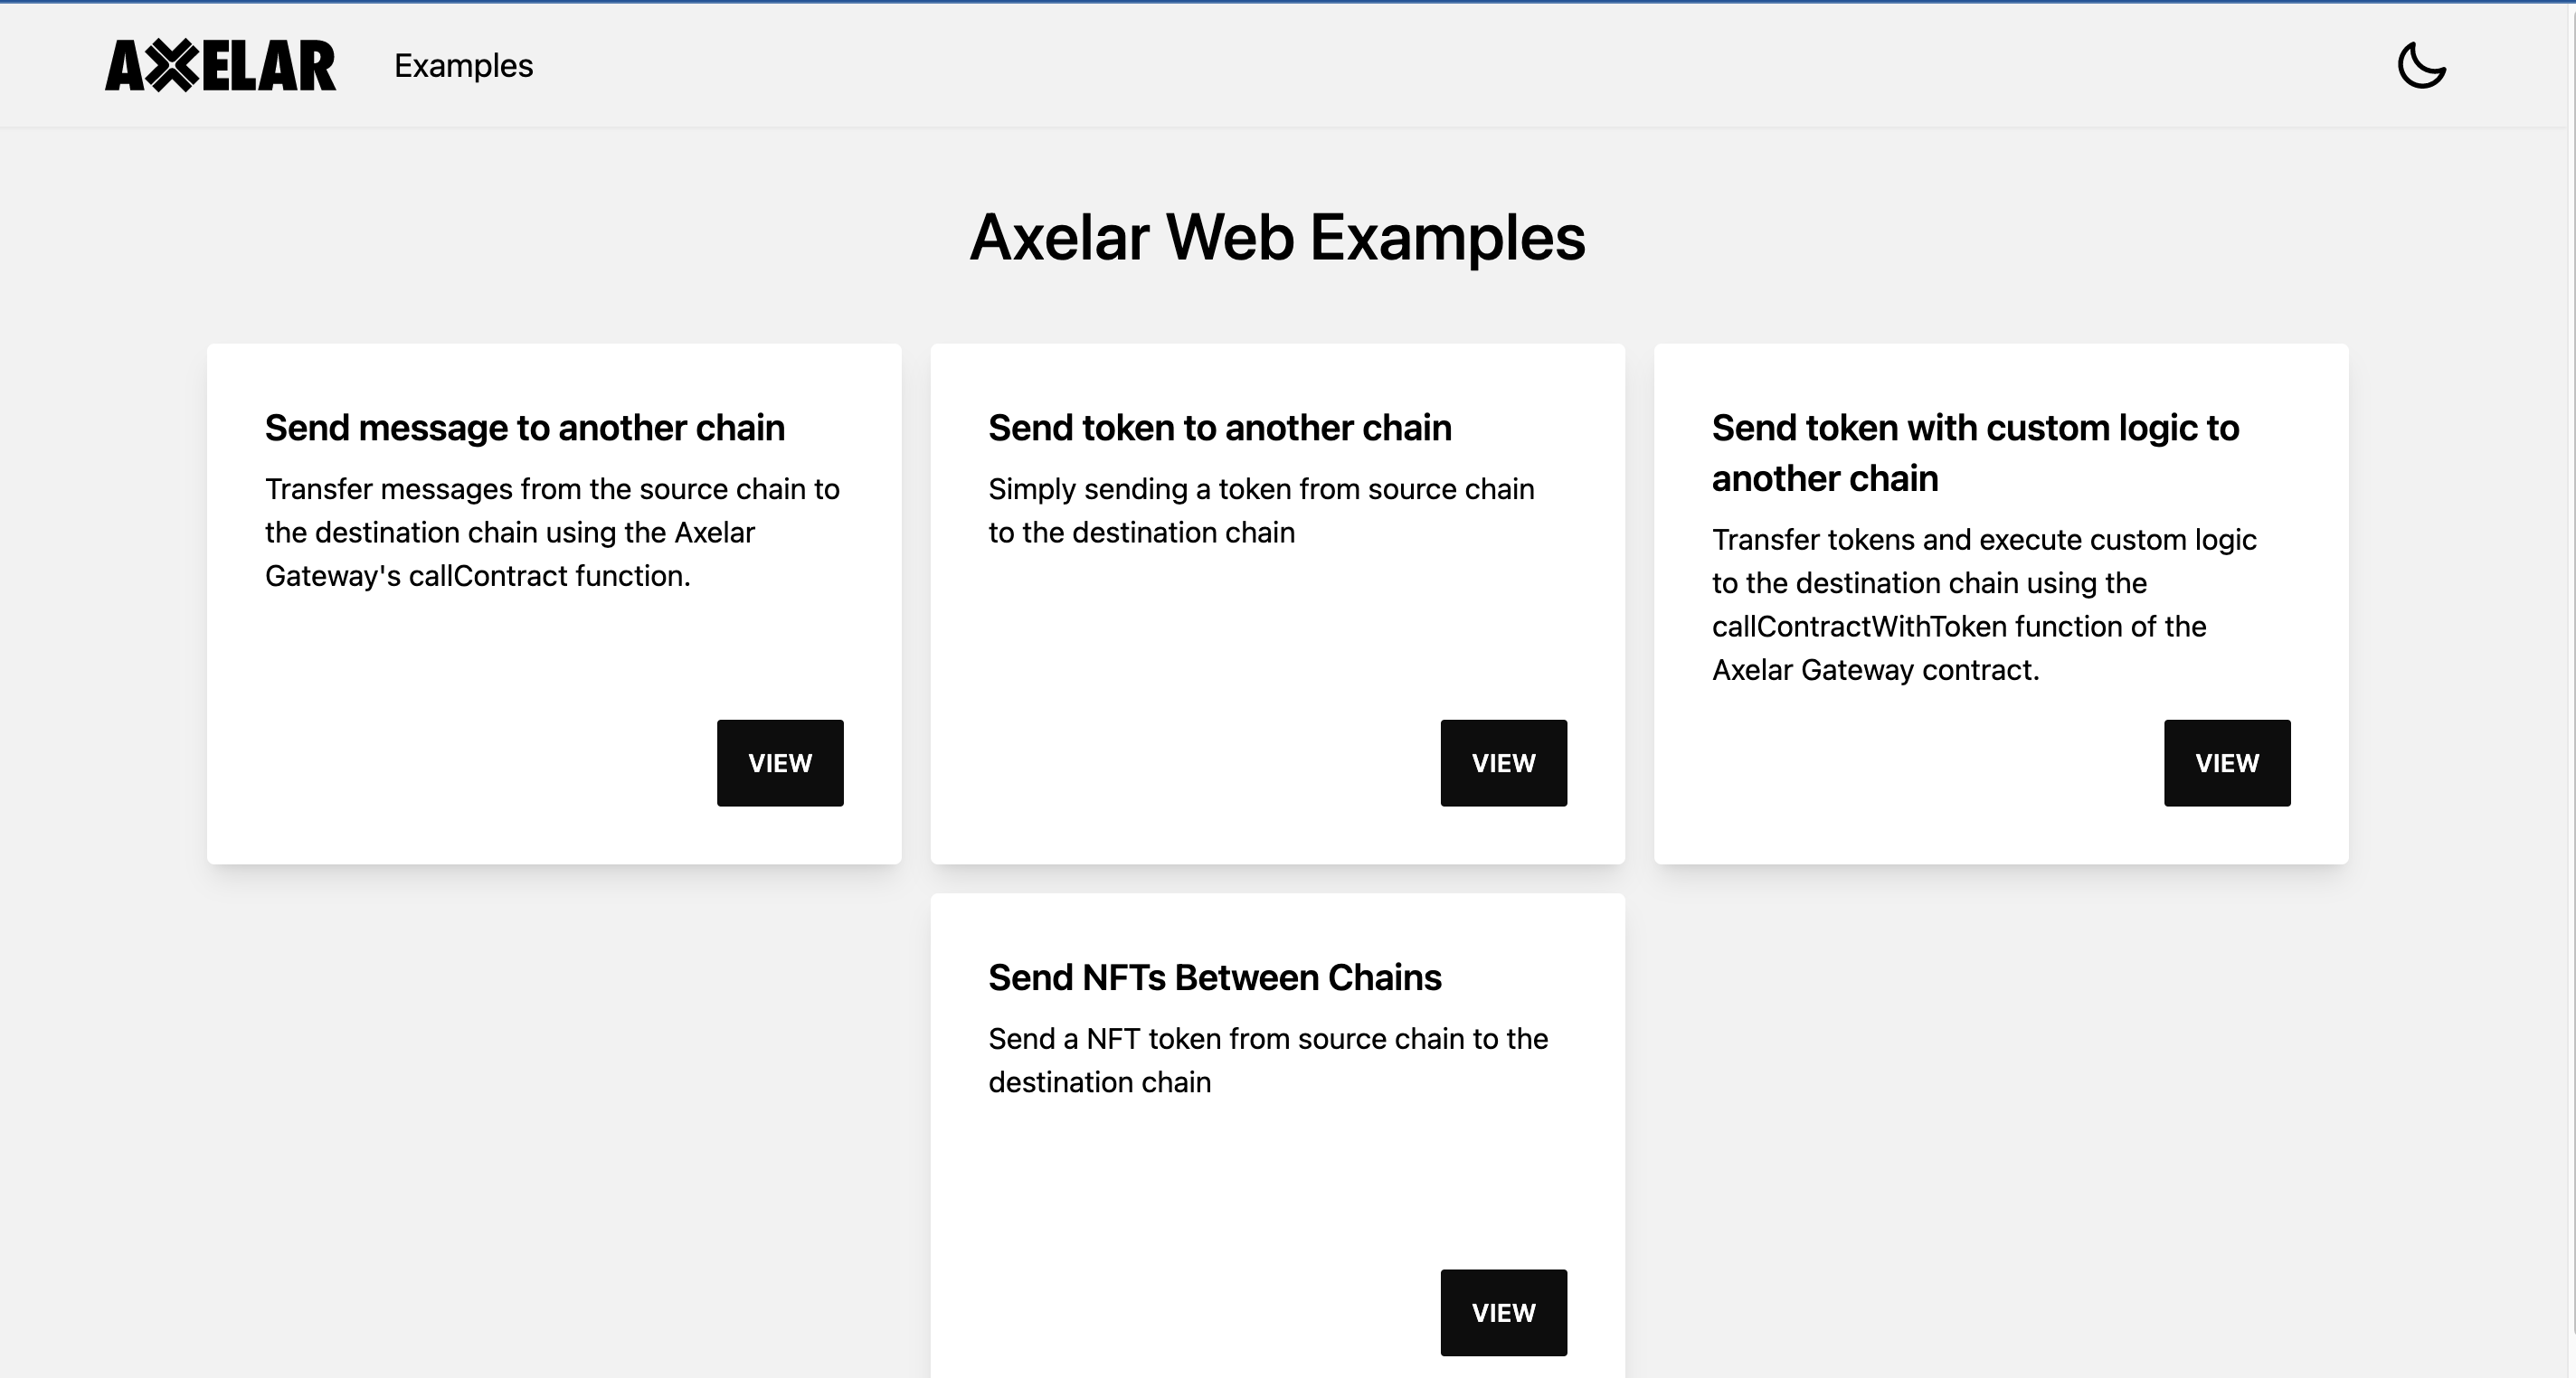 AXELAR
Examples
Axelar Web Examples
Send message to another chain
Transfer messages from the source chain to
the destination chain using the Axelar
Gateway's callContract function.
VIEW
Send token to another chain
Simply sending a token from source chain
to the destination chain
VIEW
Send token with custom logic to
another chain
Transfer tokens and execute custom logic
to the destination chain using the
callContractWithToken function of the
Axelar Gateway contract.
VIEW
Send NFTs Between Chains
Send a NFT token from source chain to the
destination chain
VIEW